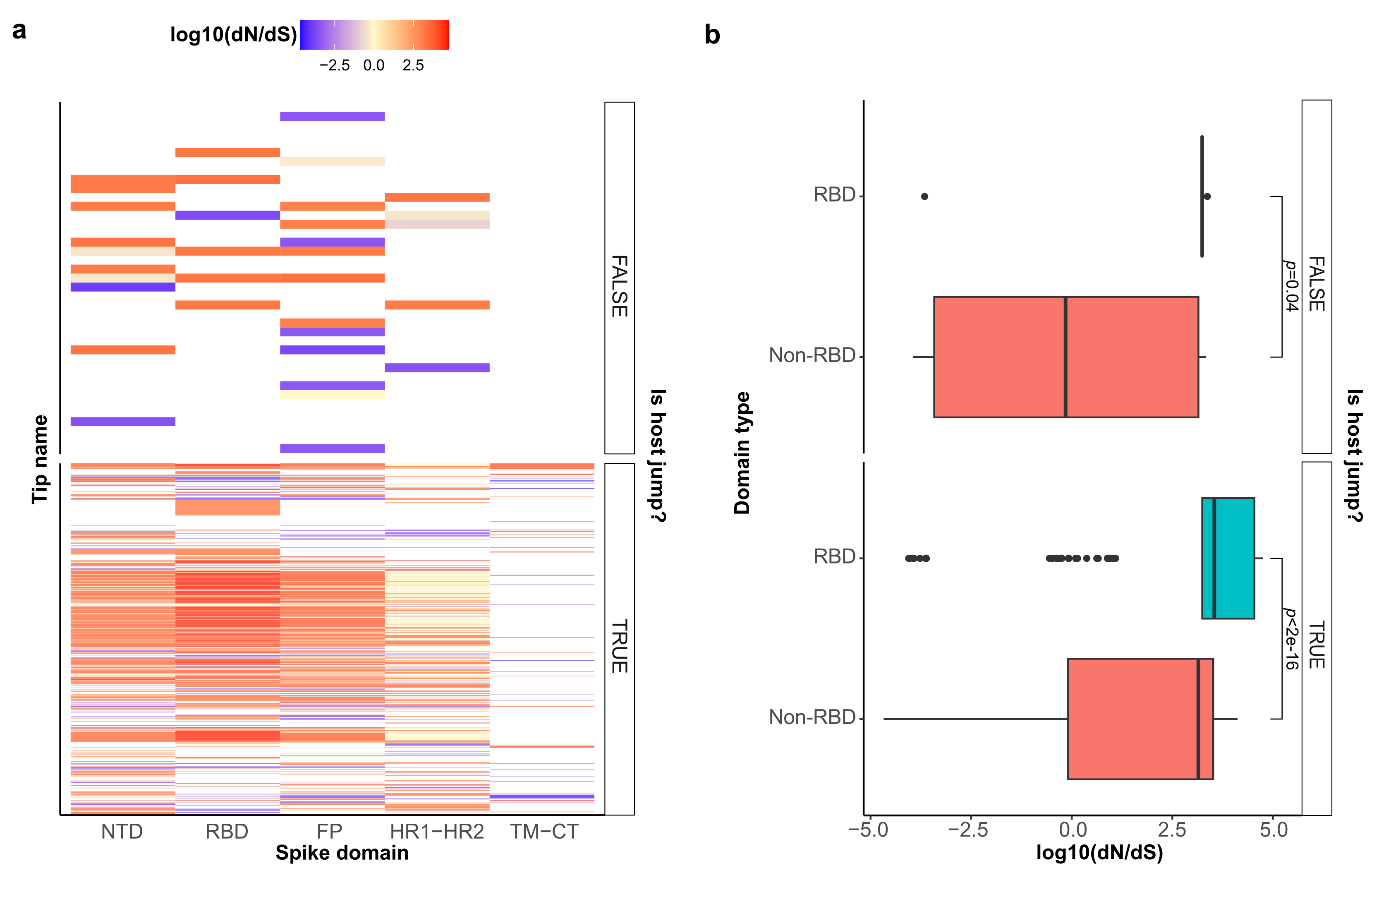 a
log10(dN/dS)
−2.5 0.0 2.5
FALSE
TRUE
Is host jump?
Tip name
NTD RBD FP HR1−HR2 TM−CT
Spike domain
b
RBD
Non−RBD
p=0.04
FALSE
RBD
Non−RBD
p<2e-16
TRUE
Is host jump?
Domain type
−5.0 −2.5 0.0 2.5 5.0
log10(dN/dS)